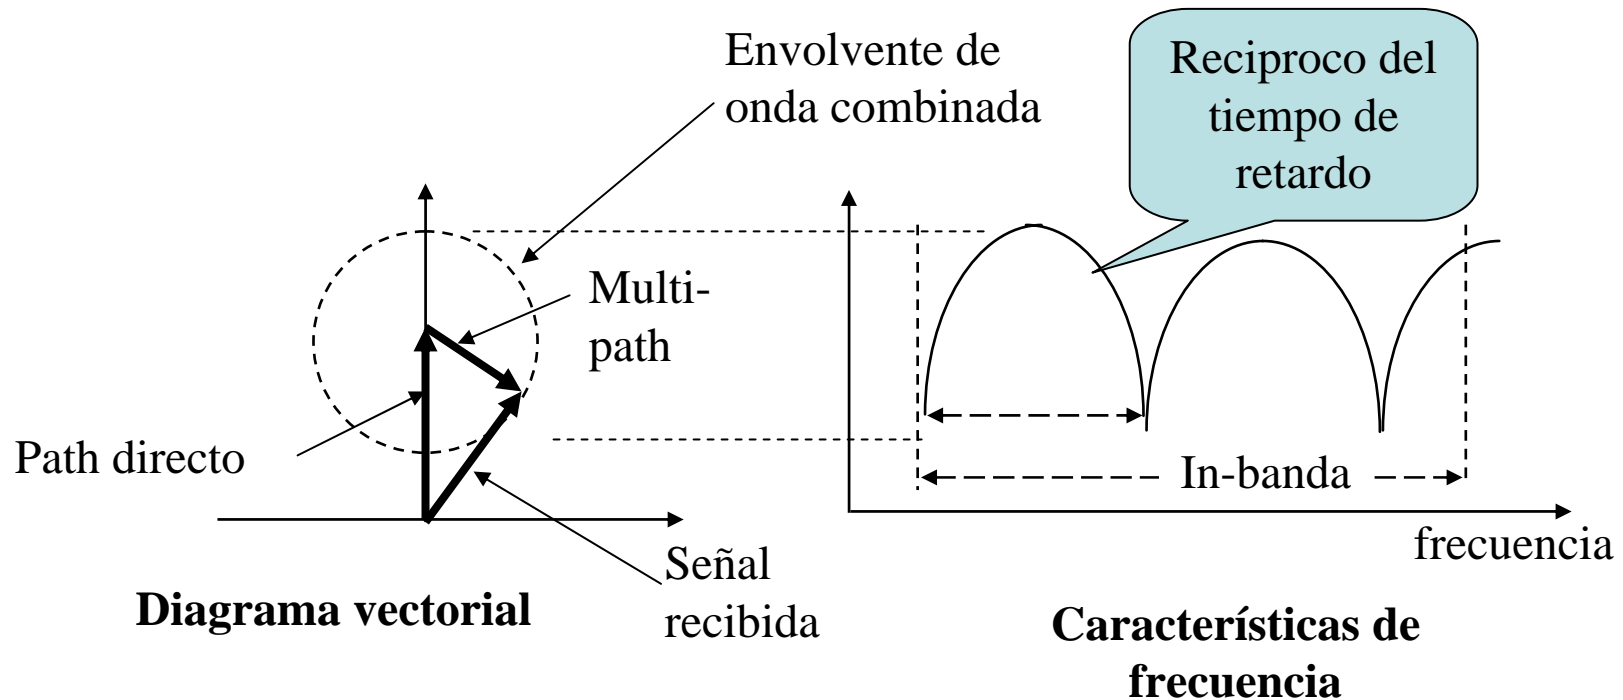 Envolvente de
onda combinada
Reciproco del
tiempo de
retardo
Multi-
path
Path directo
In-banda
frecuencia
Señal
recibida
Diagrama vectorial
Características de
frecuencia